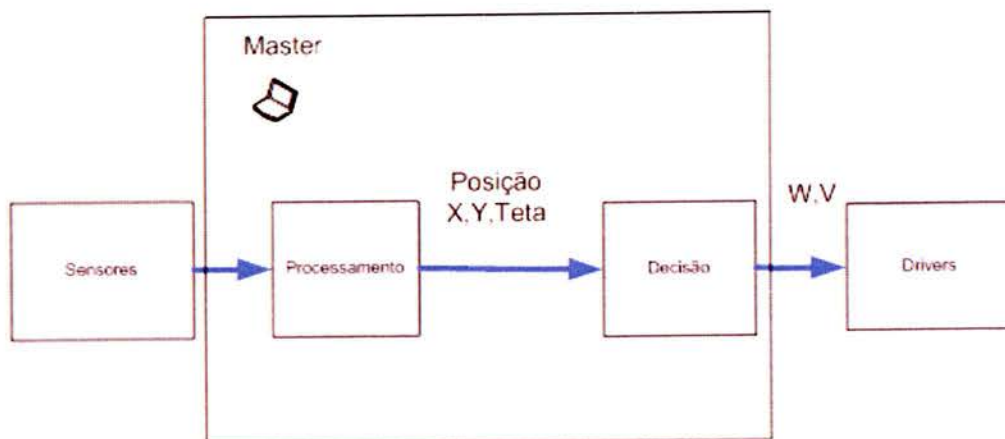 Master
Posição
X,Y,Teta
W,V
Sensores
Processamento
Decisão
Drivers